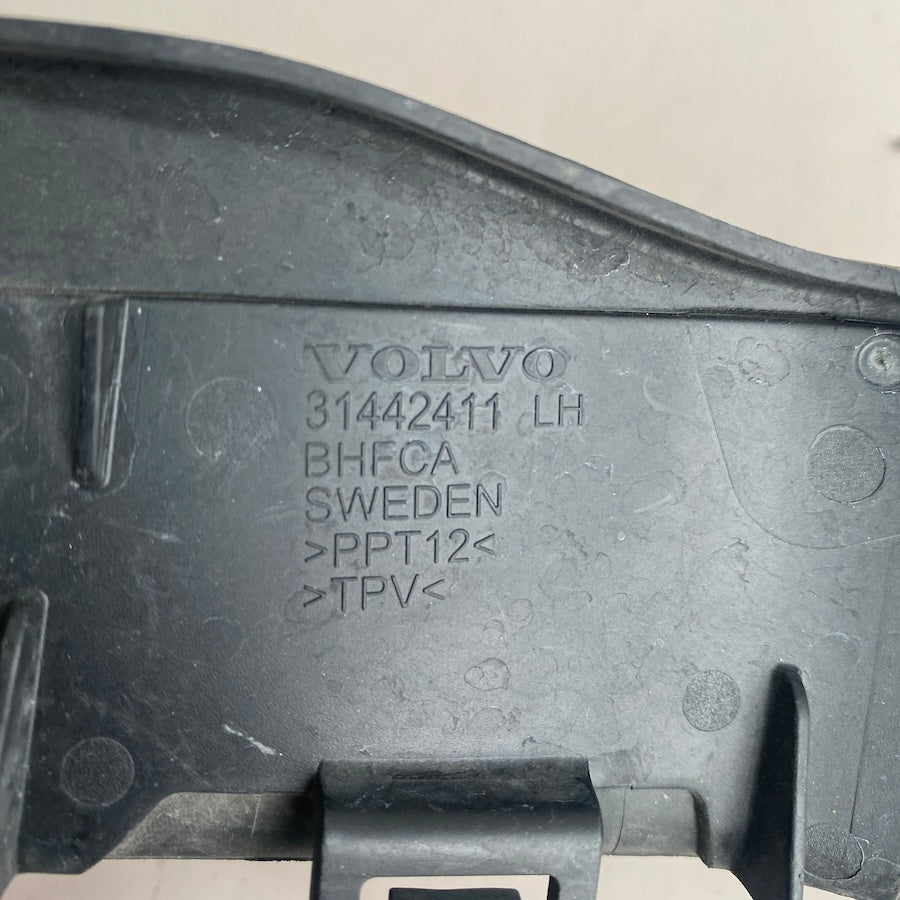 VOLVO
31442411 LH
BHFCA
SWEDEN
>PPT12<
>TPV<